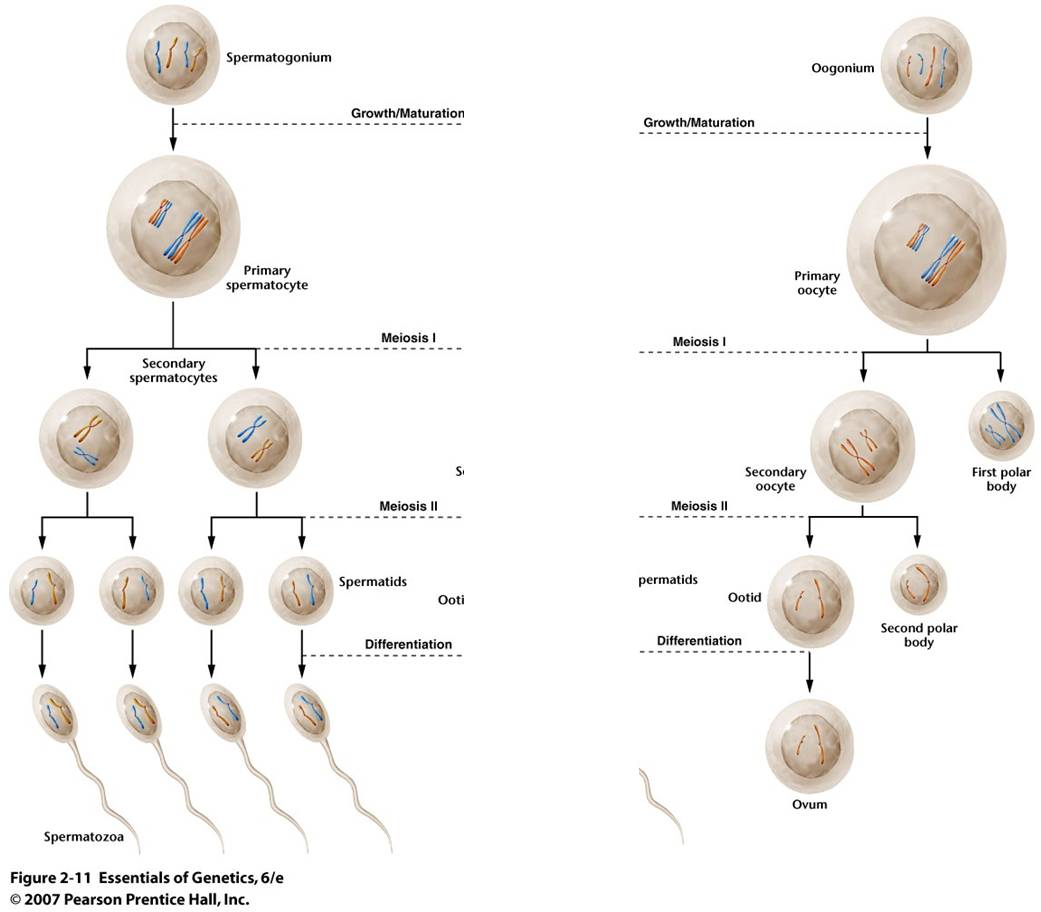 Spermatogonium
Growth/Maturation
Primary
spermatocyte
Meiosis I
Secondary
spermatocytes
Meiosis II
Spermatids
Differentiation
Spermatozoa
S
Ooti
Oogonium
Growth/Maturation
Primary
oocyte
Meiosis I
Secondary
oocyte
First polar
body
Meiosis II
permatids
Ootid
Second polar
body
Differentiation
Ovum
Figure 2-11 Essentials of Genetics, 6/e
© 2007 Pearson Prentice Hall, Inc.